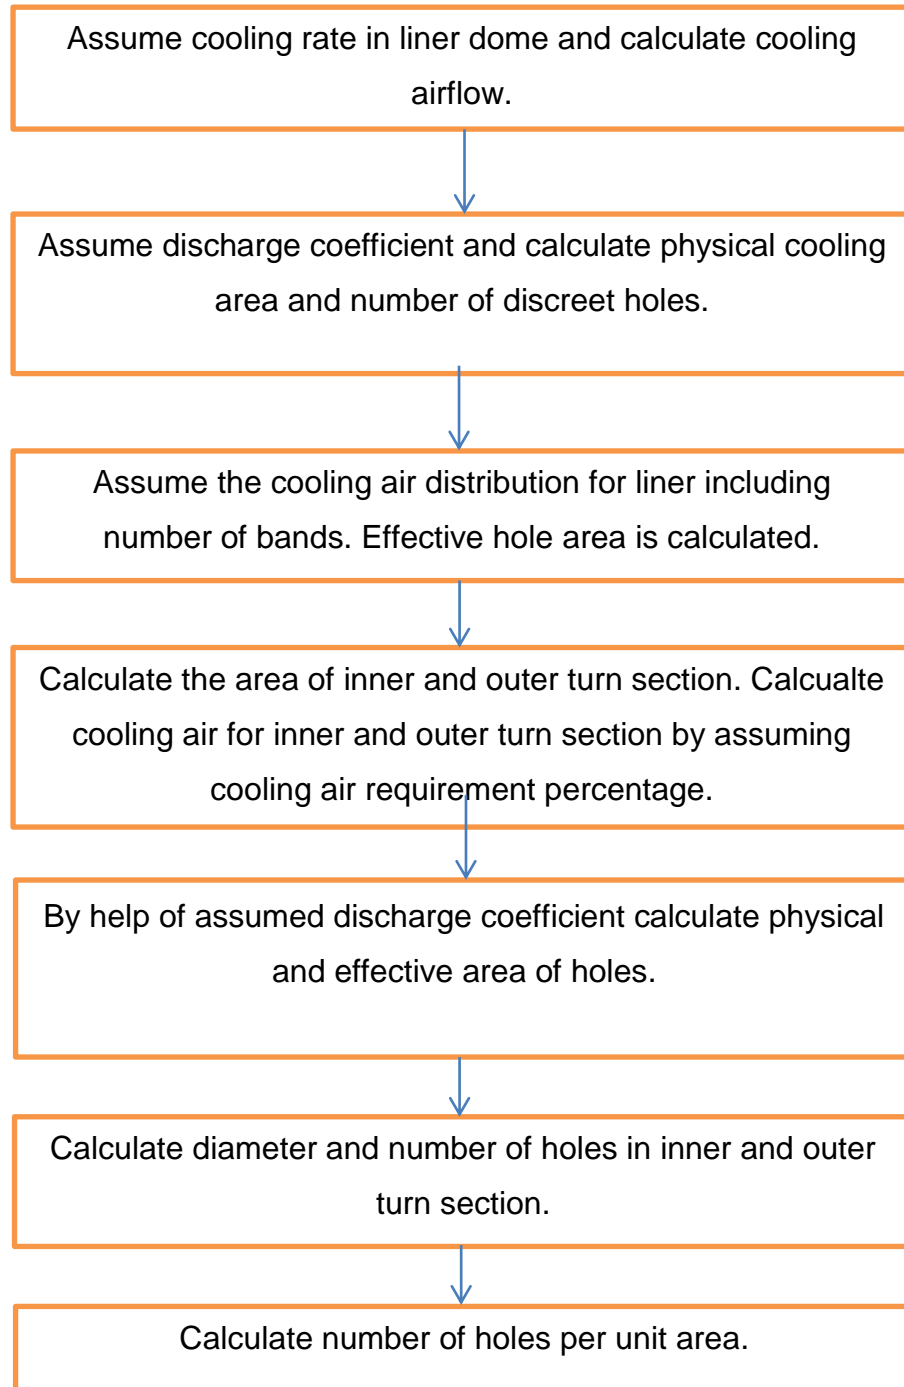 Assume cooling rate in liner dome and calculate cooling
airflow.
Assume discharge coefficient and calculate physical cooling
area and number of discreet holes.
Assume the cooling air distribution for liner including
number of bands. Effective hole area is calculated.
Calculate the area of inner and outer turn section. Calcualte
cooling air for inner and outer turn section by assuming
cooling air requirement percentage.
By help of assumed discharge coefficient calculate physical
and effective area of holes.
Calculate diameter and number of holes in inner and outer
turn section.
Calculate number of holes per unit area.